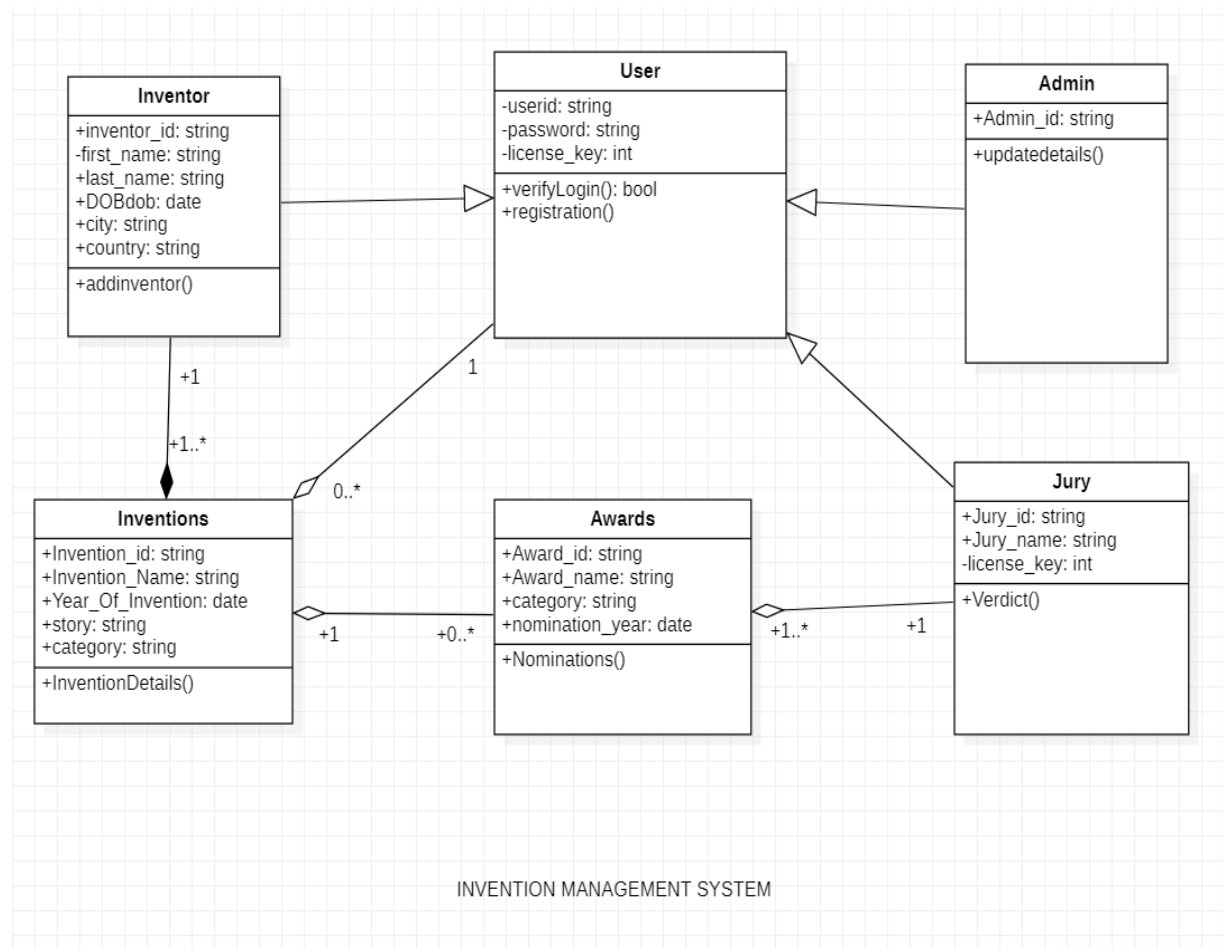 Inventor
+inventor_id: string
-first_name: string
+last_name: string
+DOBdob: date
+city: string
+country: string
+addinventor()
User
-userid: string
-password: string
-license_key: int
+verifyLogin(): bool
+registration()
Admin
+Admin_id: string
+updatedetails()
+1
+1..*
1
0..*
Inventions
+Invention_id: string
+Invention_Name: string
+Year_Of_Invention: date
+story: string
+category: string
+InventionDetails()
+1
+0..*
Awards
+Award_id: string
+Award_name: string
+category: string
+nomination_year: date
+Nominations()
+1..*
+1
Jury
+Jury_id: string
+Jury_name: string
-license_key: int
+Verdict()
INVENTION MANAGEMENT SYSTEM